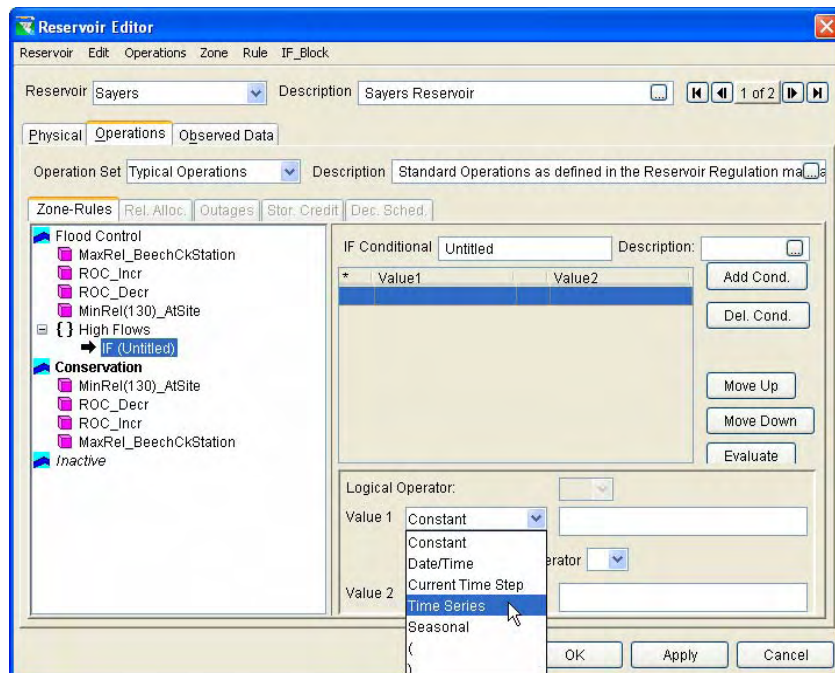 Reservoir Editor
Reservoir Edit Operations Zone Rule IF_Block
Reservoir Sayers Description Sayers Reservoir ... 1 of 2
Physical Operations Observed Data
Operation Set Typical Operations Description Standard Operations as defined in the Reservoir Regulation ma...a
Zone-Rules Rel. Alloc. Outages Stor. Credit Dec. Sched.
Flood Control
MaxRel_BeechCkStation
ROC_Incr
ROC_Decr
MinRel(130)_AtSite
{ } High Flows
IF (Untitled)
Conservation
MinRel(130)_AtSite
ROC_Decr
ROC_Incr
MaxRel_BeechCkStation
Inactive
IF Conditional Untitled Description: ...
* Value1 Value2
Add Cond.
Del. Cond.
Move Up
Move Down
Evaluate
Logical Operator:
Value 1 Constant
Constant
Date/Time
erator
Current Time Step
Value 2
Time Series
Seasonal
(
)
OK Apply Cancel